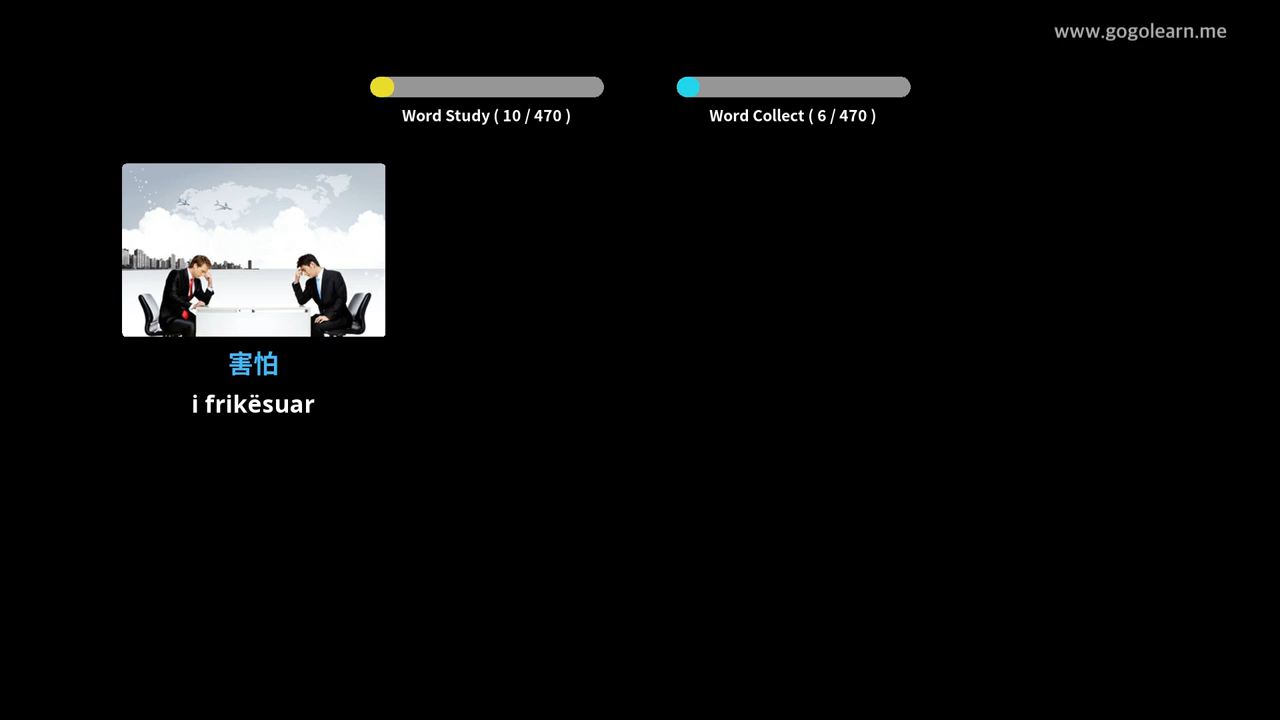 www.gogolearn.me
Word Study ( 10 / 470 )
Word Collect ( 6 / 470 )
害怕
i frikësuar